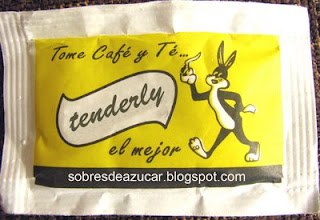 Tome Café y Té...
tenderly
el mejor
sobresdeazucar.blogspot.com